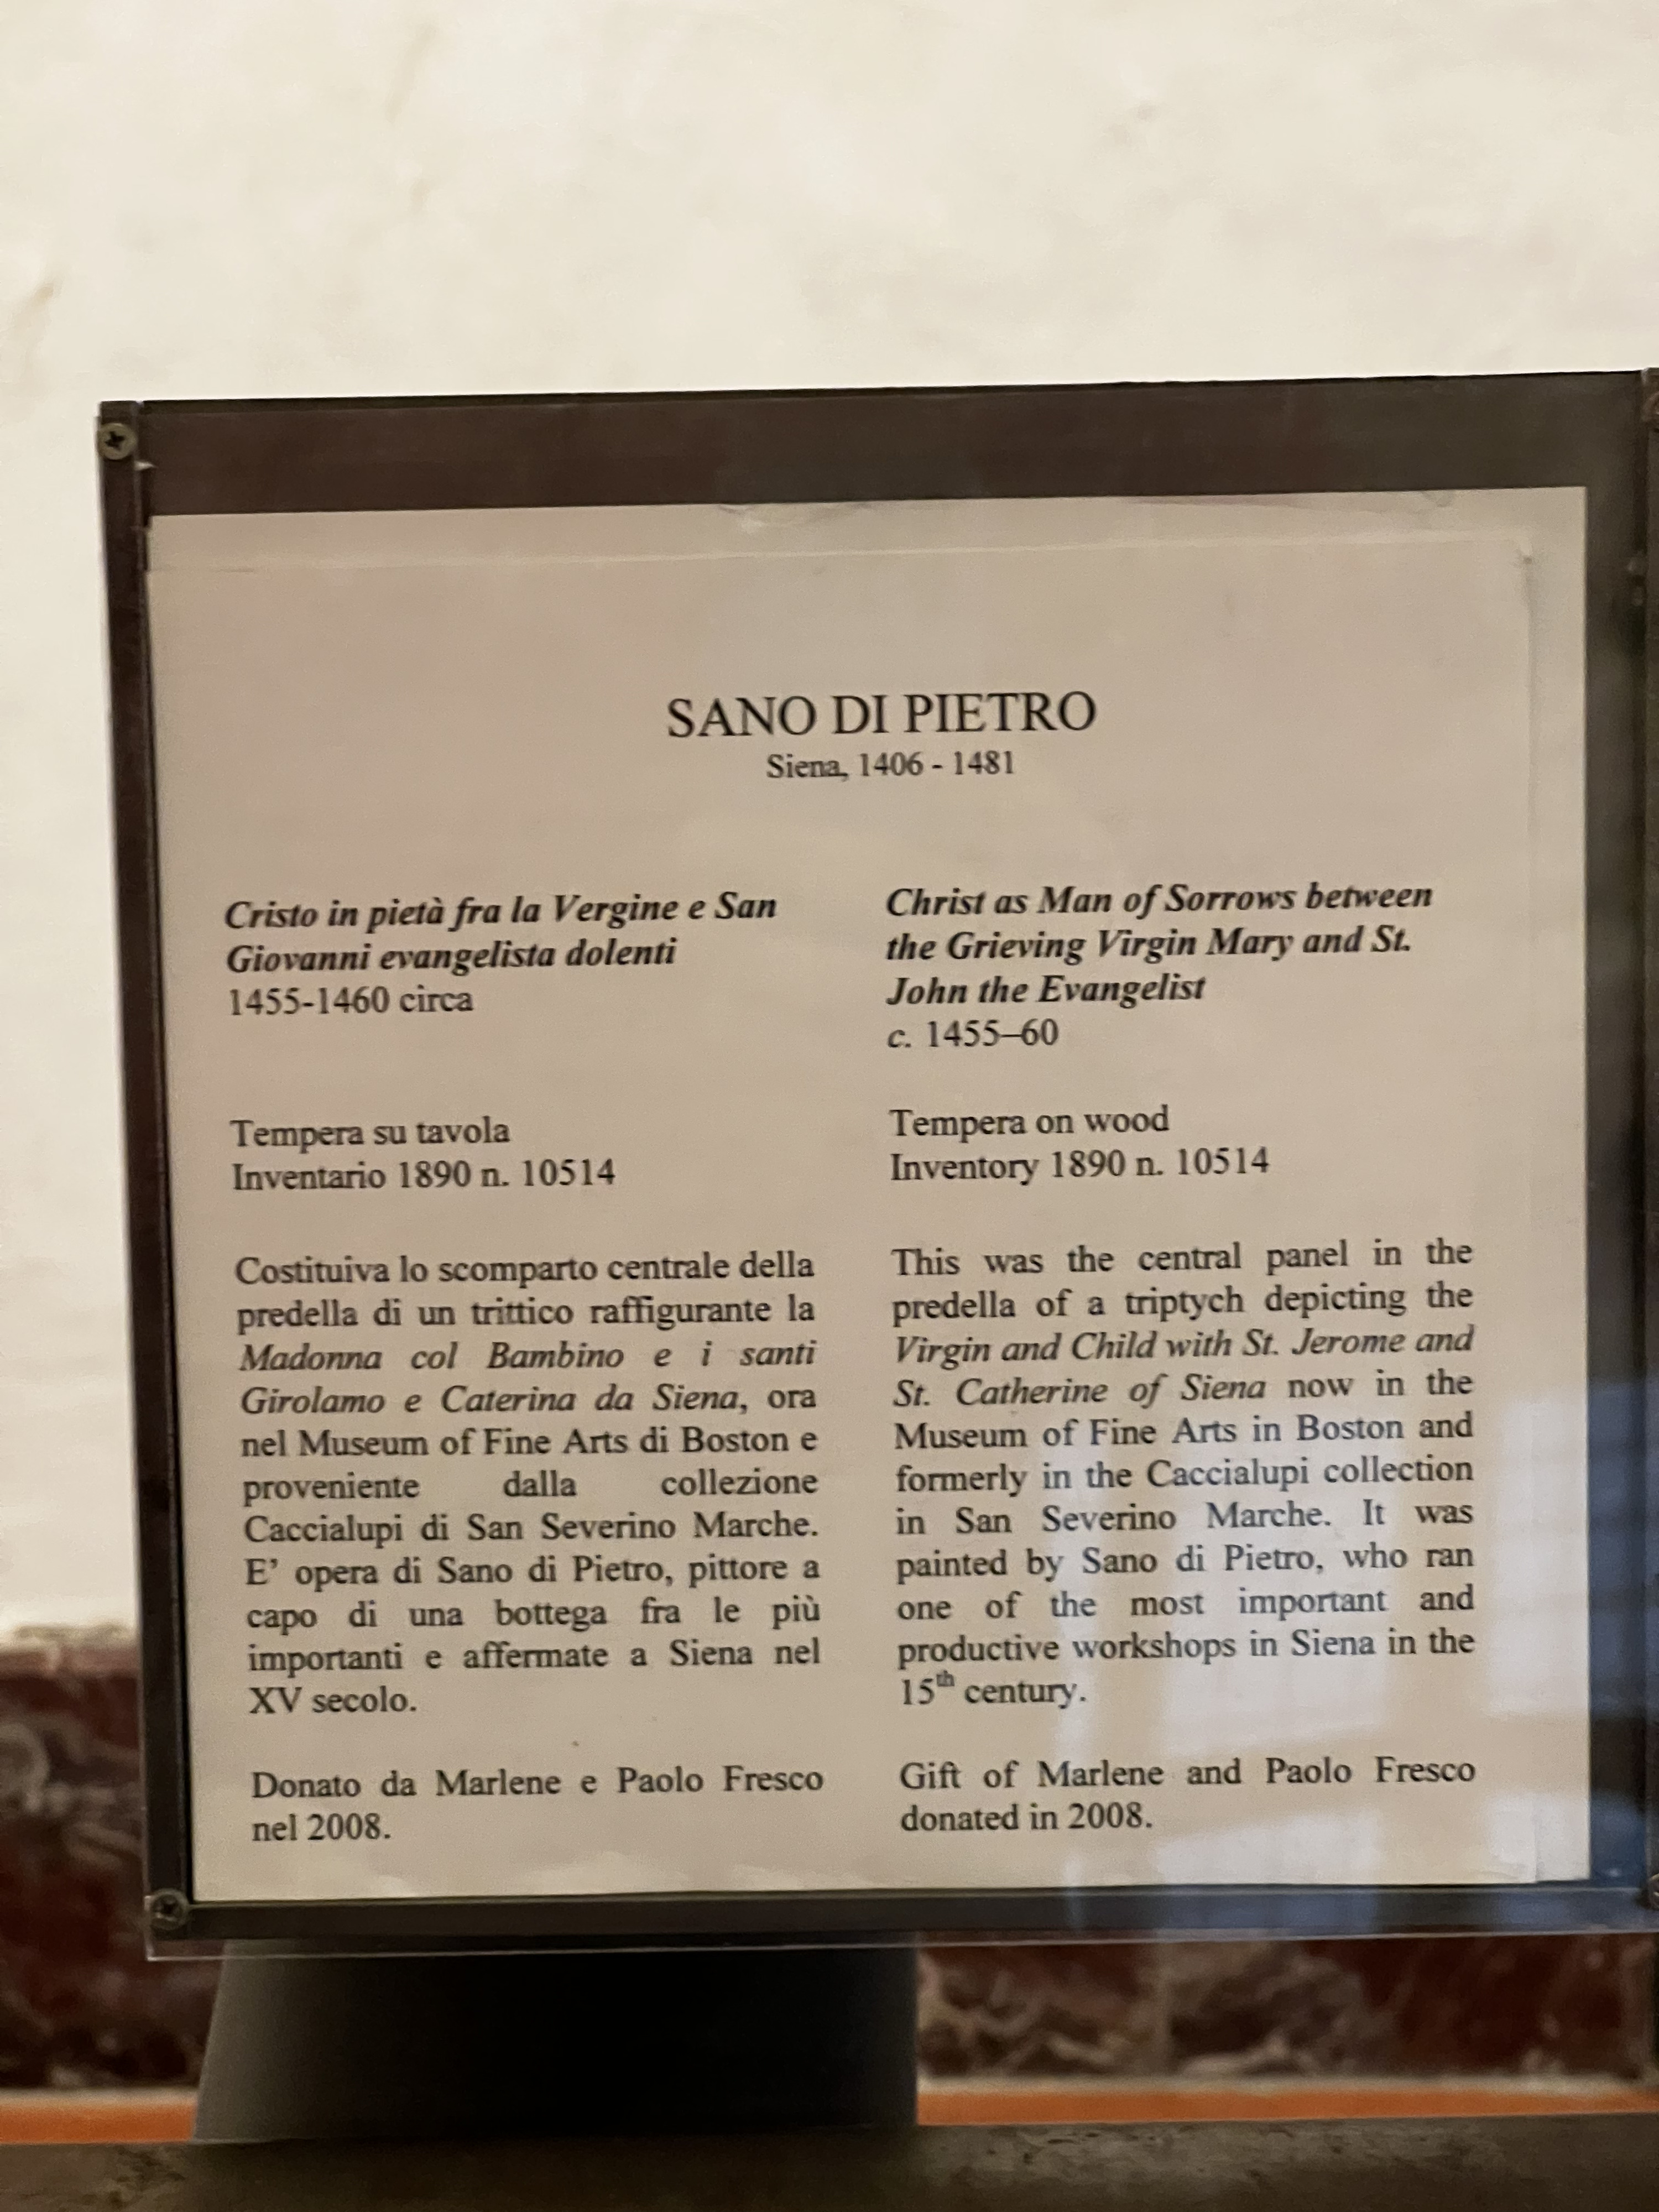 SANO DI PIETRO
Siena, 1406 - 1481
Cristo in pietà fra la Vergine e San
Giovanni evangelista dolenti
1455-1460 circa
Tempera su tavola
Inventario 1890 n. 10514
Costituiva lo scomparto centrale della
predella di un trittico raffigurante la
Madonna col Bambino e i santi
Girolamo e Caterina da Siena, ora
nel Museum of Fine Arts di Boston e
proveniente dalla collezione
Caccialupi di San Severino Marche.
E’ opera di Sano di Pietro, pittore a
capo di una bottega fra le più
importanti e affermate a Siena nel
XV secolo.
Donato da Marlene e Paolo Fresco
nel 2008.
Christ as Man of Sorrows between
the Grieving Virgin Mary and St.
John the Evangelist
c. 1455–60
Tempera on wood
Inventory 1890 n. 10514
This was the central panel in the
predella of a triptych depicting the
Virgin and Child with St. Jerome and
St. Catherine of Siena now in the
Museum of Fine Arts in Boston and
formerly in the Caccialupi collection
in San Severino Marche. It was
painted by Sano di Pietro, who ran
one of the most important and
productive workshops in Siena in the
15th century.
Gift of Marlene and Paolo Fresco
donated in 2008.